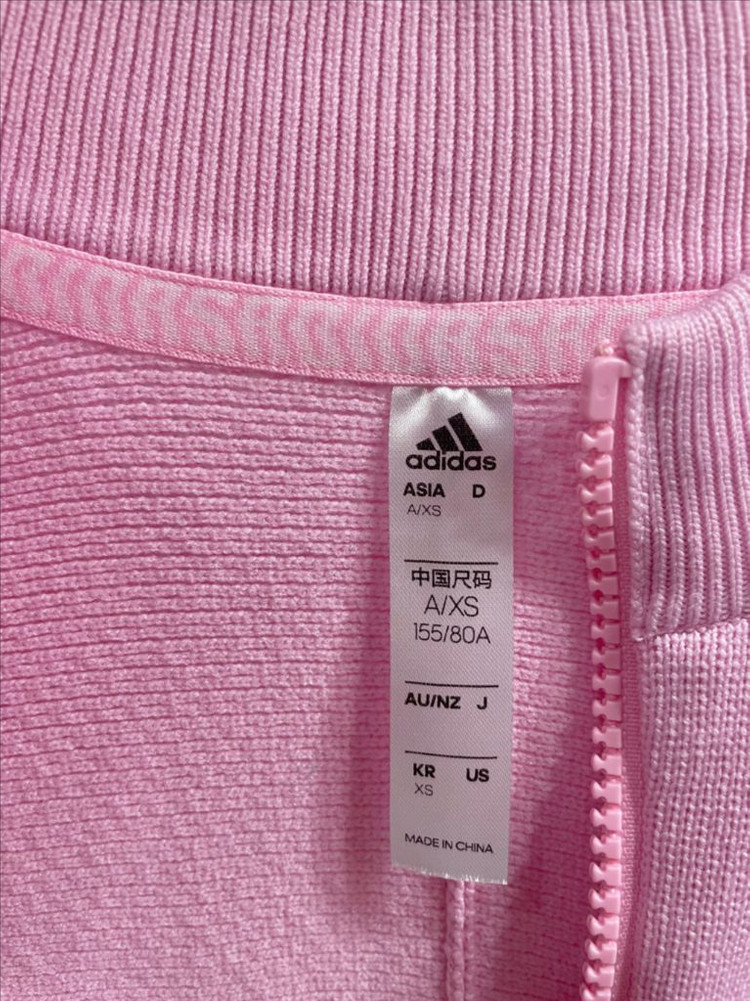 adidas
ASIA D
A/XS
中国尺码
A/XS
155/80A
AU/NZ J
KR US
XS
MADE IN CHINA